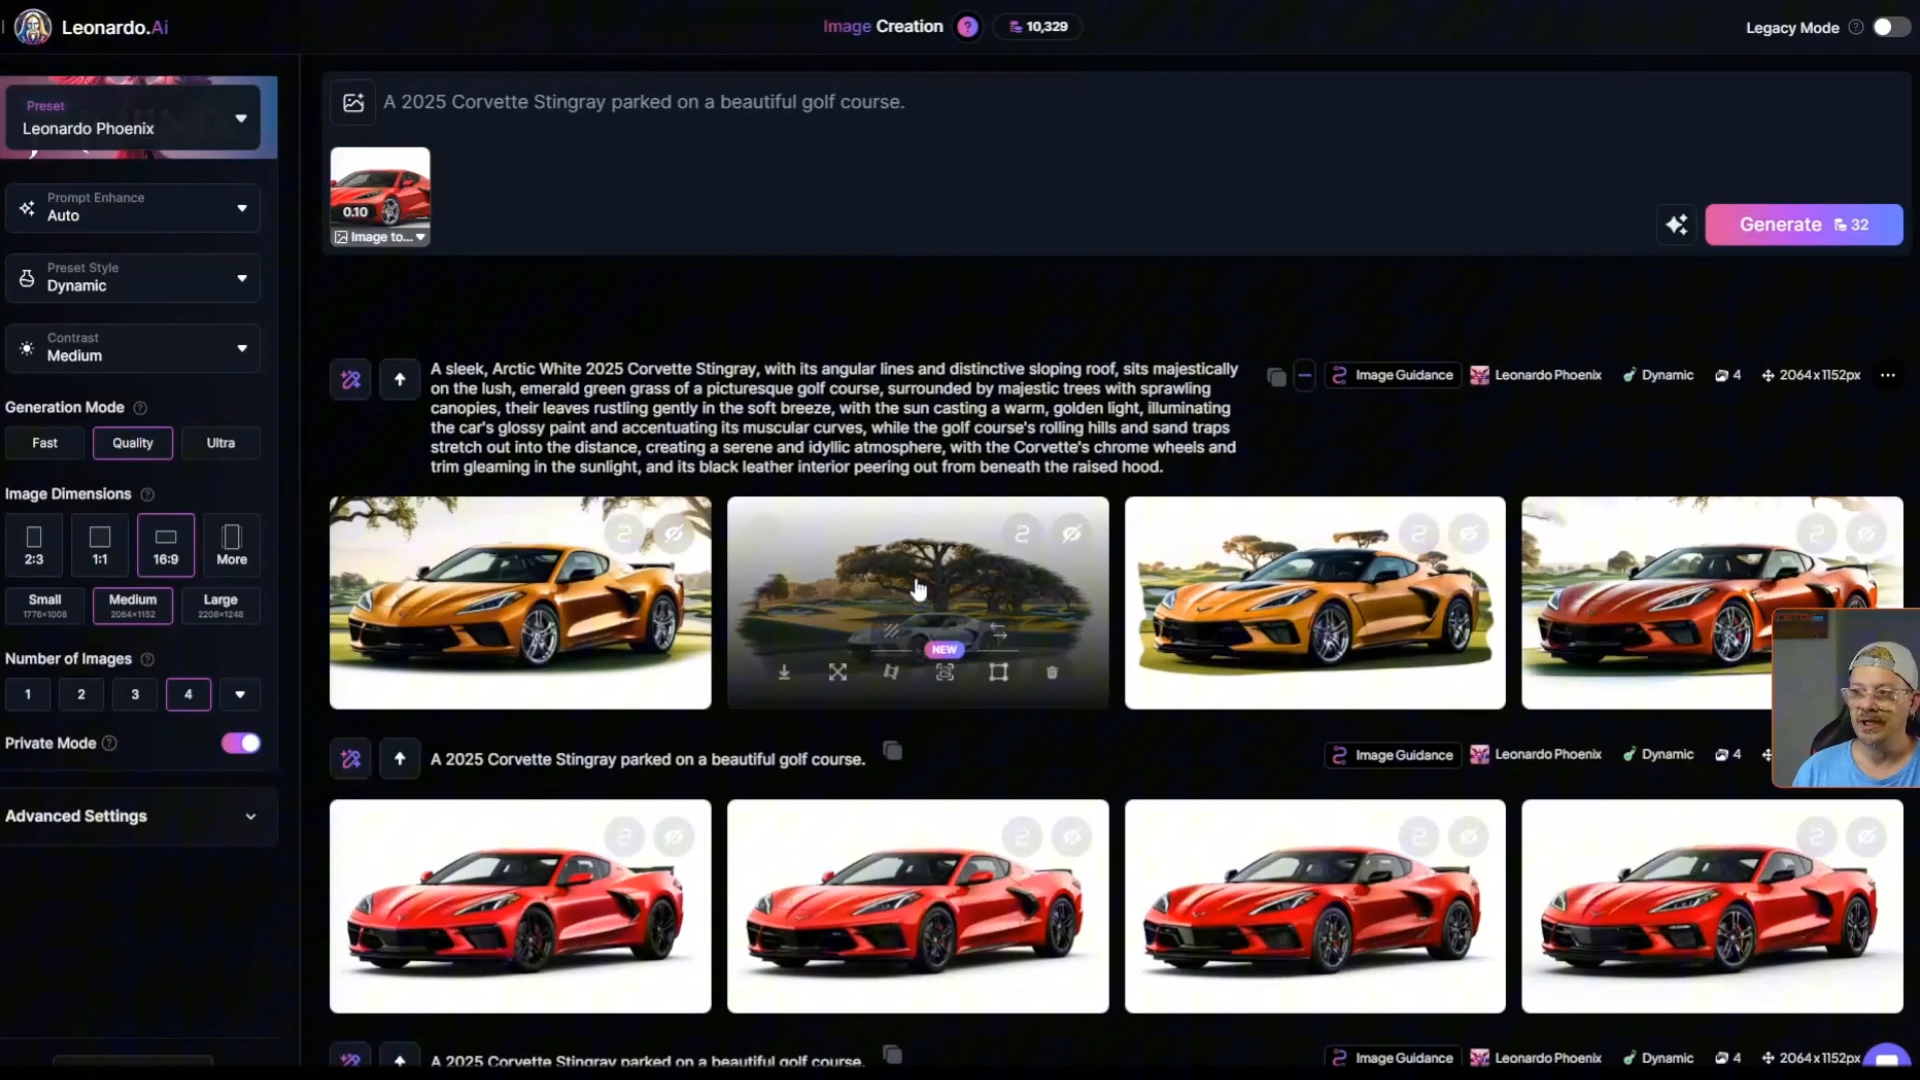 Leonardo.Ai
Image Creation ? 10,329
Legacy Mode ?
Preset
Leonardo Phoenix
Prompt Enhance
Auto
Preset Style
Dynamic
Contrast
Medium
Generation Mode ?
Fast Quality Ultra
Image Dimensions ?
2:3 1:1 16:9 More
Small Medium Large
1776×1008 2064×1152 2208×1248
Number of Images ?
1 2 3 4
Private Mode ?
Advanced Settings
A 2025 Corvette Stingray parked on a beautiful golf course.
0.10
Image to...
Generate 32
A sleek, Arctic White 2025 Corvette Stingray, with its angular lines and distinctive sloping roof, sits majestically
on the lush, emerald green grass of a picturesque golf course, surrounded by majestic trees with sprawling
canopies, their leaves rustling gently in the soft breeze, with the sun casting a warm, golden light, illuminating
the car's glossy paint and accentuating its muscular curves, while the golf course's rolling hills and sand traps
stretch out into the distance, creating a serene and idyllic atmosphere, with the Corvette's chrome wheels and
trim gleaming in the sunlight, and its black leather interior peering out from beneath the raised hood.
Image Guidance Leonardo Phoenix Dynamic 4 2064x1152px
NEW
A 2025 Corvette Stingray parked on a beautiful golf course.
Image Guidance Leonardo Phoenix Dynamic 4
A 2025 Corvette Stingray parked on a beautiful golf course.
Image Guidance Leonardo Phoenix Dynamic 4 2064x1152px